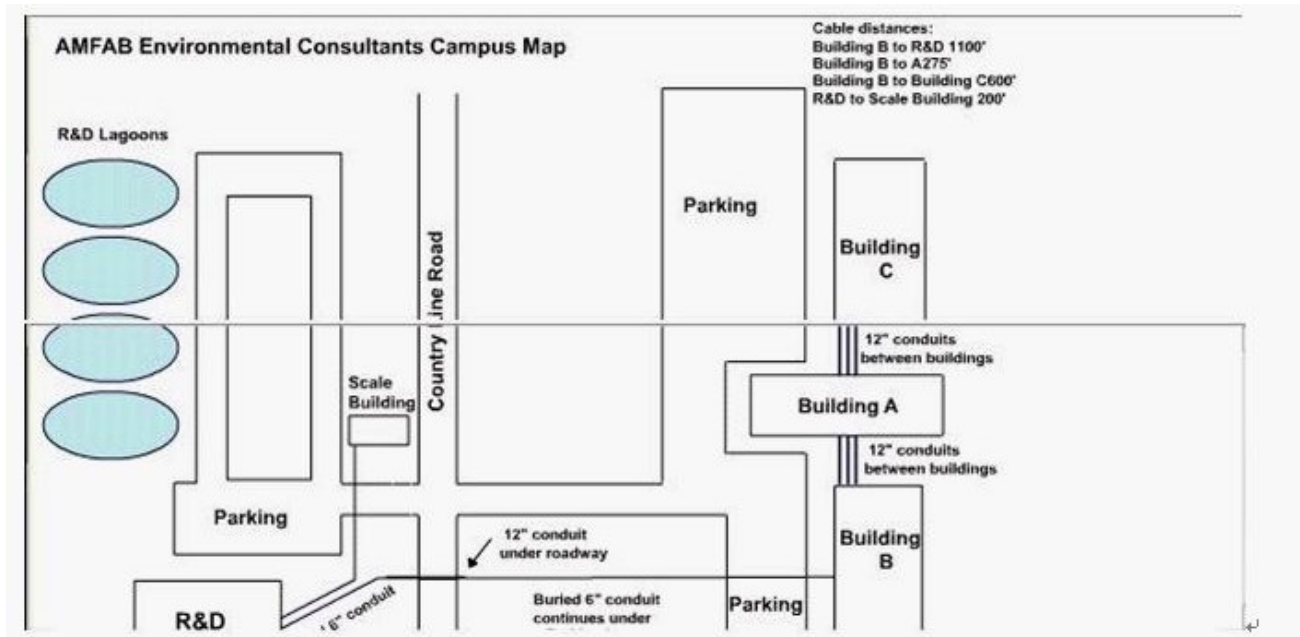 AMFAB Environmental Consultants Campus Map
Cable distances:
Building B to R&D 1100'
Building B to A275'
Building B to Building C600'
R&D to Scale Building 200'
R&D Lagoons
Parking
Building
C
Country Line Road
12" conduits
between buildings
Scale
Building
Building A
12" conduits
between buildings
Parking
12" conduit
under roadway
Building
B
R&D
6" conduit
Buried 6" conduit
continues under
Parking